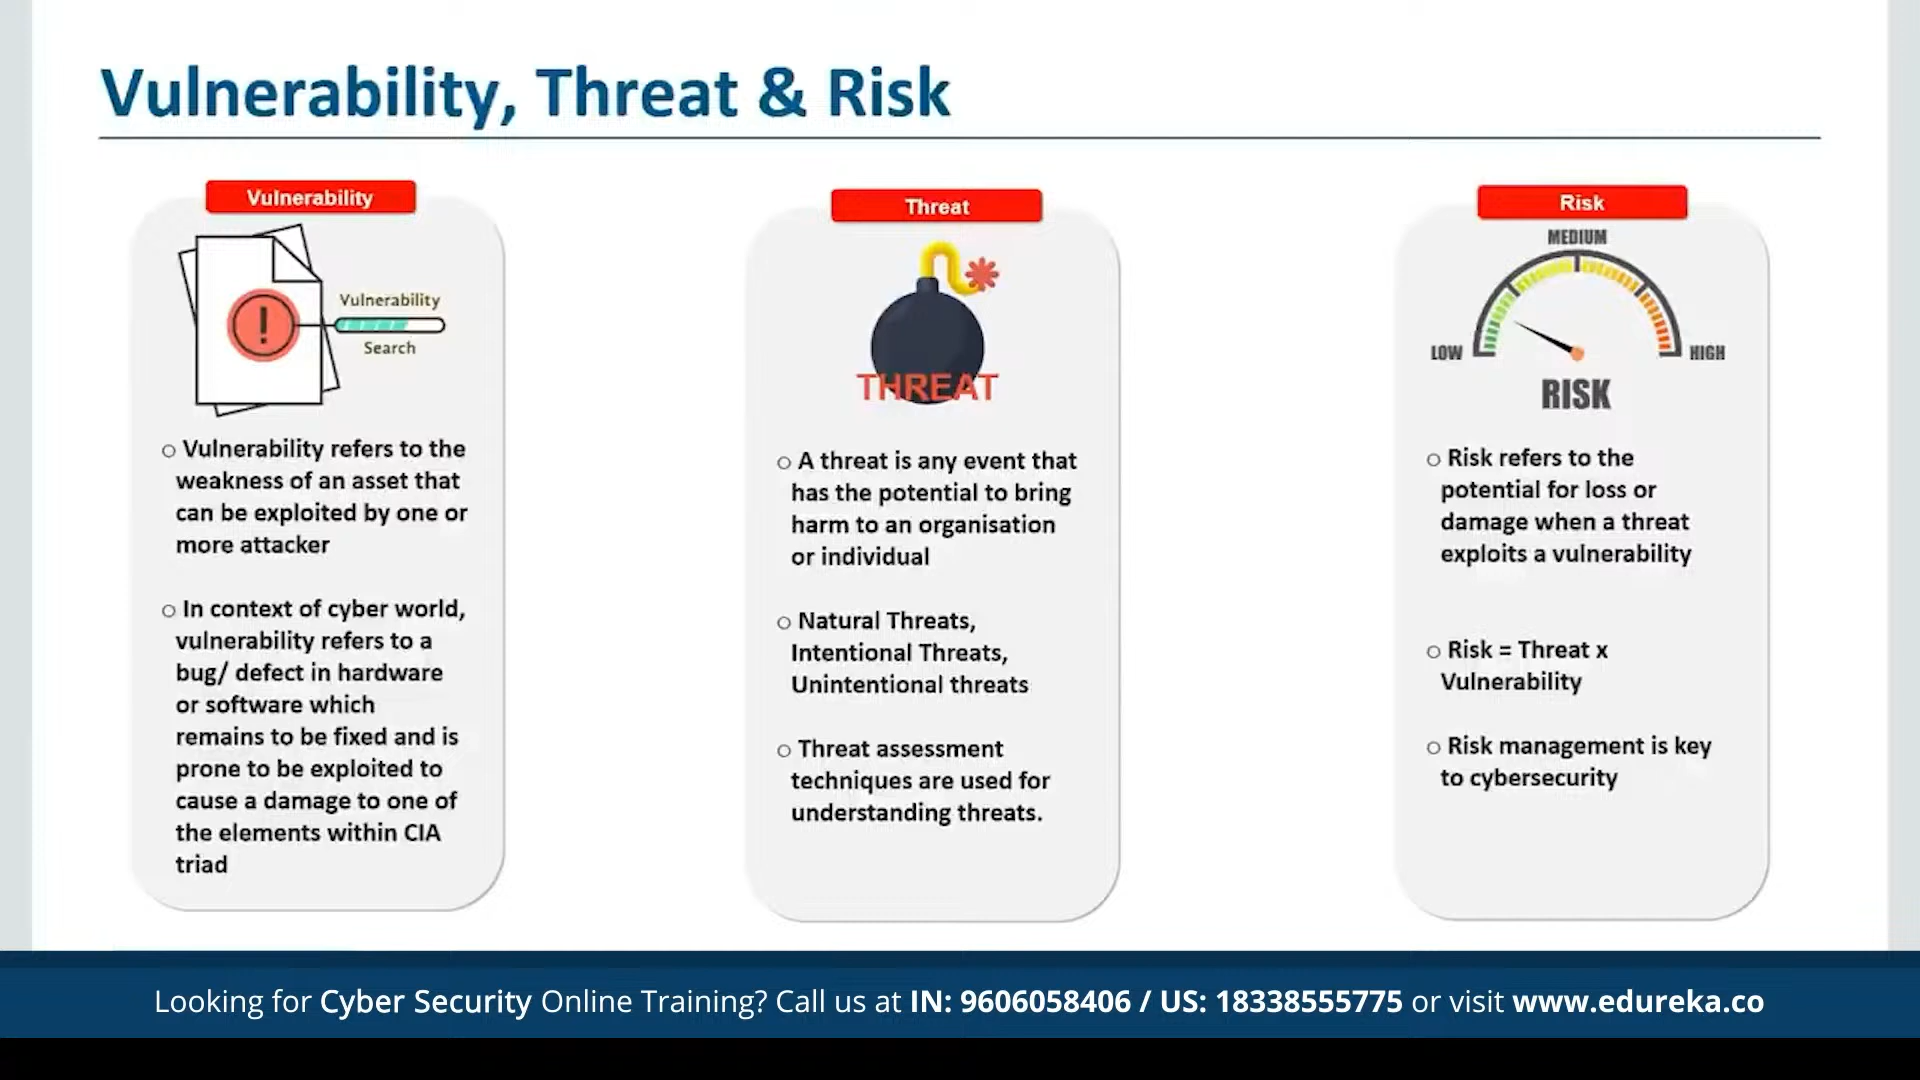 Vulnerability, Threat & Risk
Vulnerability
Vulnerability
Search
○ Vulnerability refers to the
weakness of an asset that
can be exploited by one or
more attacker
○ In context of cyber world,
vulnerability refers to a
bug/ defect in hardware
or software which
remains to be fixed and is
prone to be exploited to
cause a damage to one of
the elements within CIA
triad
Threat
THREAT
○ A threat is any event that
has the potential to bring
harm to an organisation
or individual
○ Natural Threats,
Intentional Threats,
Unintentional threats
○ Threat assessment
techniques are used for
understanding threats.
Risk
MEDIUM
LOW
HIGH
RISK
○ Risk refers to the
potential for loss or
damage when a threat
exploits a vulnerability
○ Risk = Threat x
Vulnerability
○ Risk management is key
to cybersecurity
Looking for Cyber Security Online Training? Call us at IN: 9606058406 / US: 18338555775 or visit www.edureka.co